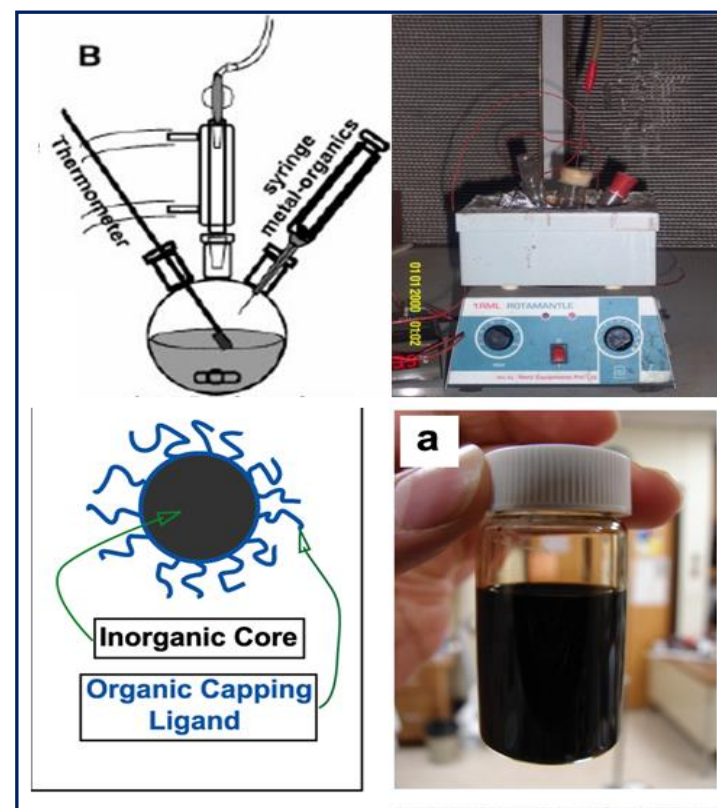 B
Thermometer
syringe
metal-organics
01 01 2000 01:02
ROTAMANTLE
Inorganic Core
Organic Capping
Ligand
a